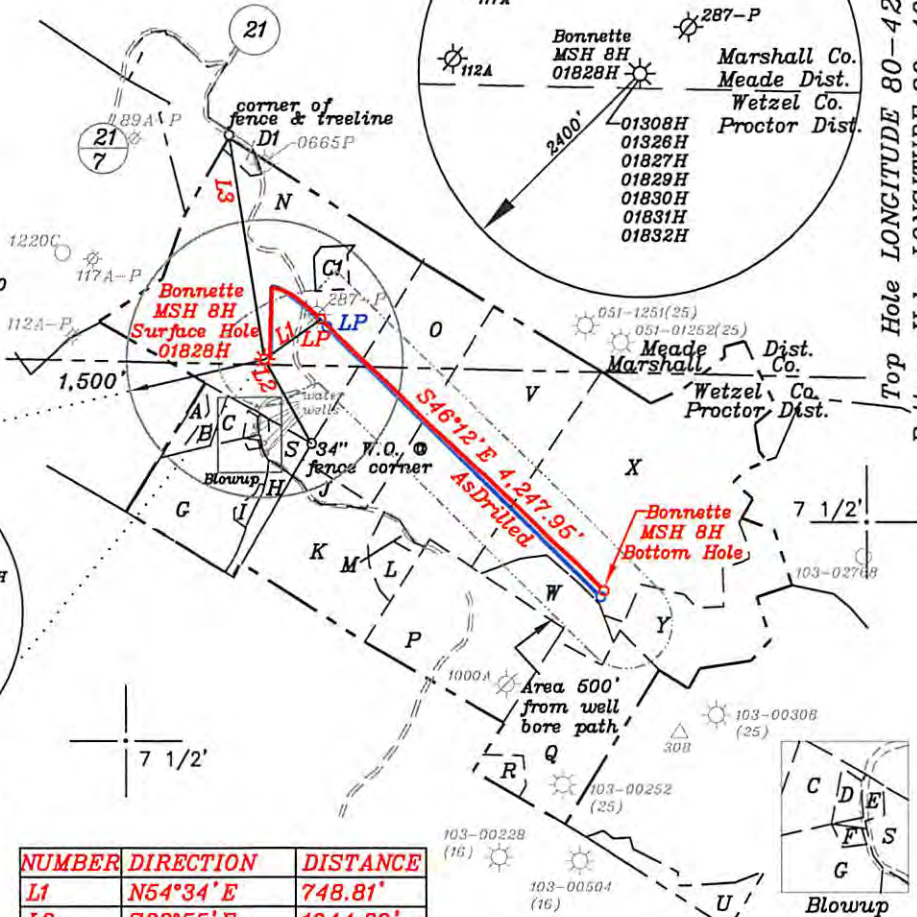 21
117A
287-P
Bonnette
MSH 8H
01828H
112A
Marshall Co.
Meade Dist.
Wetzel Co.
Proctor Dist.
01308H
01326H
01827H
01829H
01830H
01831H
01832H
2400'
Top Hole LONGITUDE 80-42
corner of
fence & treeline
89A-P
21
7
D1
0665P
L3
N
1220C
117A-P
C1
287-P
Bonnette
MSH 8H
Surface Hole
01828H
112A-P
L1
LP
LP
O
051-1251(25)
051-01252(25)
Meade Dist.
Marshall Co.
Wetzel Co.
Proctor Dist.
1,500'
L2
V
water
wells
A
B
C
S
34" W.O. @
fence corner
S46°12'E 4,247.95'
AsDrilled
X
Blowup
H
J
G
I
K
M
L
Bonnette
MSH 8H
Bottom Hole
7 1/2'
103-02768
H
W
P
Y
1000A
Area 500'
from well
bore path
103-00308
(25)
308
7 1/2'
Q
R
103-00252
(25)
C
D
E
S
F
G
Blowup
103-00228
(16)
103-00504
(16)
U
NUMBER DIRECTION DISTANCE
L1 N54°34'E 748.81'